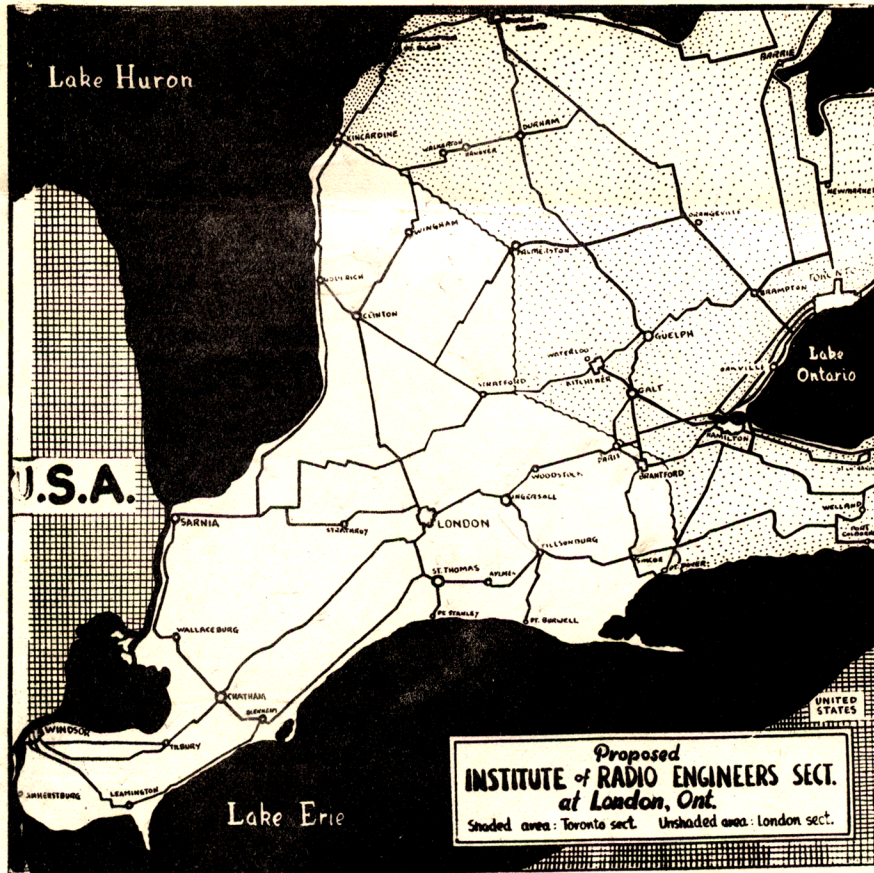 BARRIE
Lake Huron
KINCARDINE
DURHAM
WALKERTON
HANOVER
NEWMARKET
ORANGEVILLE
WINGHAM
PALMERSTON
GODERICH
TORONTO
BRAMPTON
CLINTON
GUELPH
WATERLOO
KITCHENER
OAKVILLE
Lake
Ontario
STRATFORD
GALT
HAMILTON
PARIS
BRANTFORD
WOODSTOCK
U.S.A.
INGERSOLL
WELLAND
SARNIA
STRATHROY
LONDON
PORT
COLBORNE
TILLSONBURG
SIMCOE
PT. DOVER
ST. THOMAS
AYLMER
PT STANLEY
PT. BURWELL
WALLACEBURG
CHATHAM
BLENHEIM
UNITED
STATES
WINDSOR
TILBURY
AMHERSTBURG
LEAMINGTON
Lake Erie
Proposed
INSTITUTE of RADIO ENGINEERS SECT.
at London, Ont.
Shaded area: Toronto sect. Unshaded area: London sect.